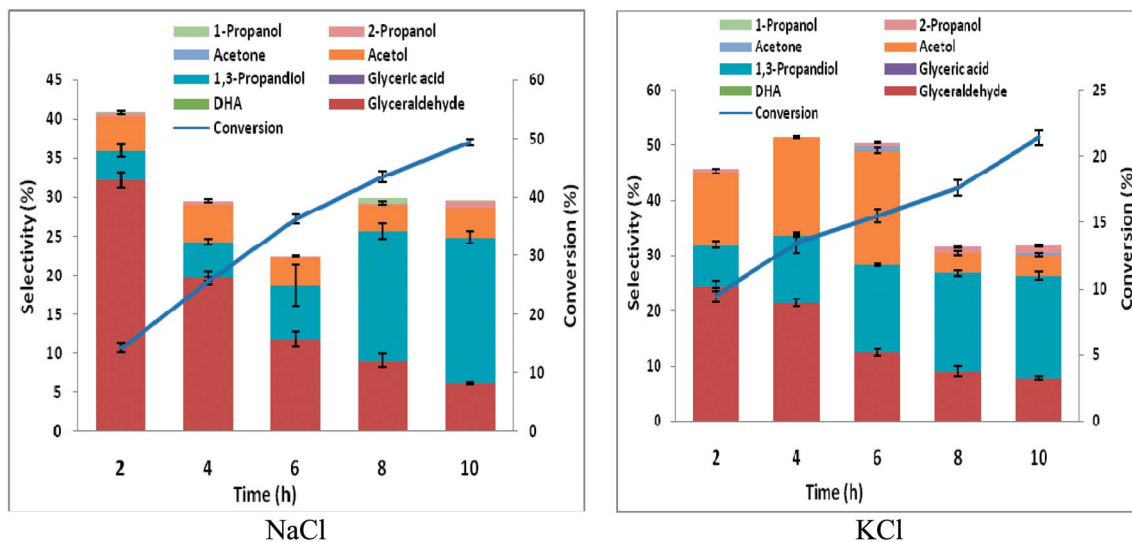 1-Propanol 2-Propanol
Acetone Acetol
1,3-Propandiol Glyceric acid
DHA Glyceraldehyde
Conversion
45
40
35
30
25
20
15
10
5
0
Selectivity (%)
60
50
40
30
20
10
0
Conversion (%)
2 4 6 8 10
Time (h)
NaCl
1-Propanol 2-Propanol
Acetone Acetol
1,3-Propandiol Glyceric acid
DHA Glyceraldehyde
Conversion
60
50
40
30
20
10
0
Selectivity (%)
25
20
15
10
5
0
Conversion (%)
2 4 6 8 10
Time (h)
KCl